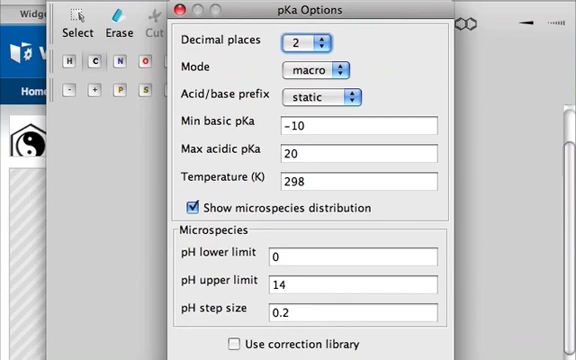 pKa Options
Widge
Select Erase Cut
Decimal places 2
Mode macro
H C N O
Acid/base prefix static
Hom
- + P S
Min basic pKa -10
Max acidic pKa 20
Temperature (K) 298
Show microspecies distribution
Microspecies
pH lower limit 0
pH upper limit 14
pH step size 0.2
Use correction library